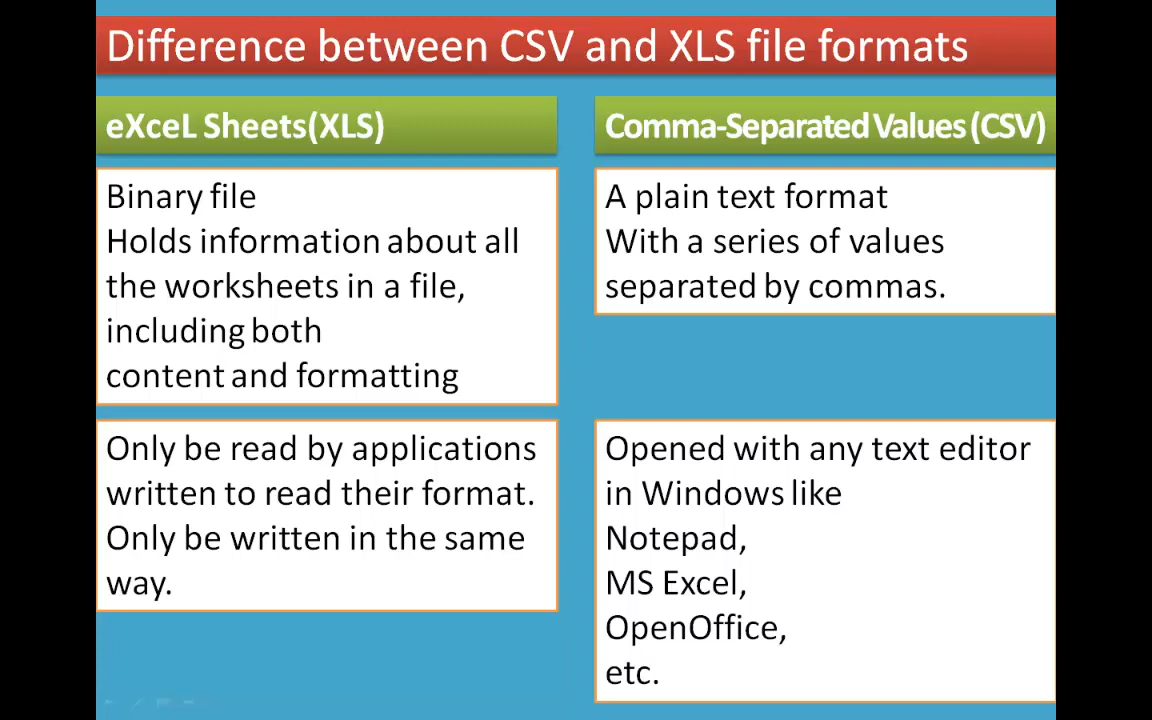 Difference between CSV and XLS file formats
eXceL Sheets(XLS)
Binary file
Holds information about all
the worksheets in a file,
including both
content and formatting
Only be read by applications
written to read their format.
Only be written in the same
way.
Comma-Separated Values (CSV)
A plain text format
With a series of values
separated by commas.
Opened with any text editor
in Windows like
Notepad,
MS Excel,
OpenOffice,
etc.